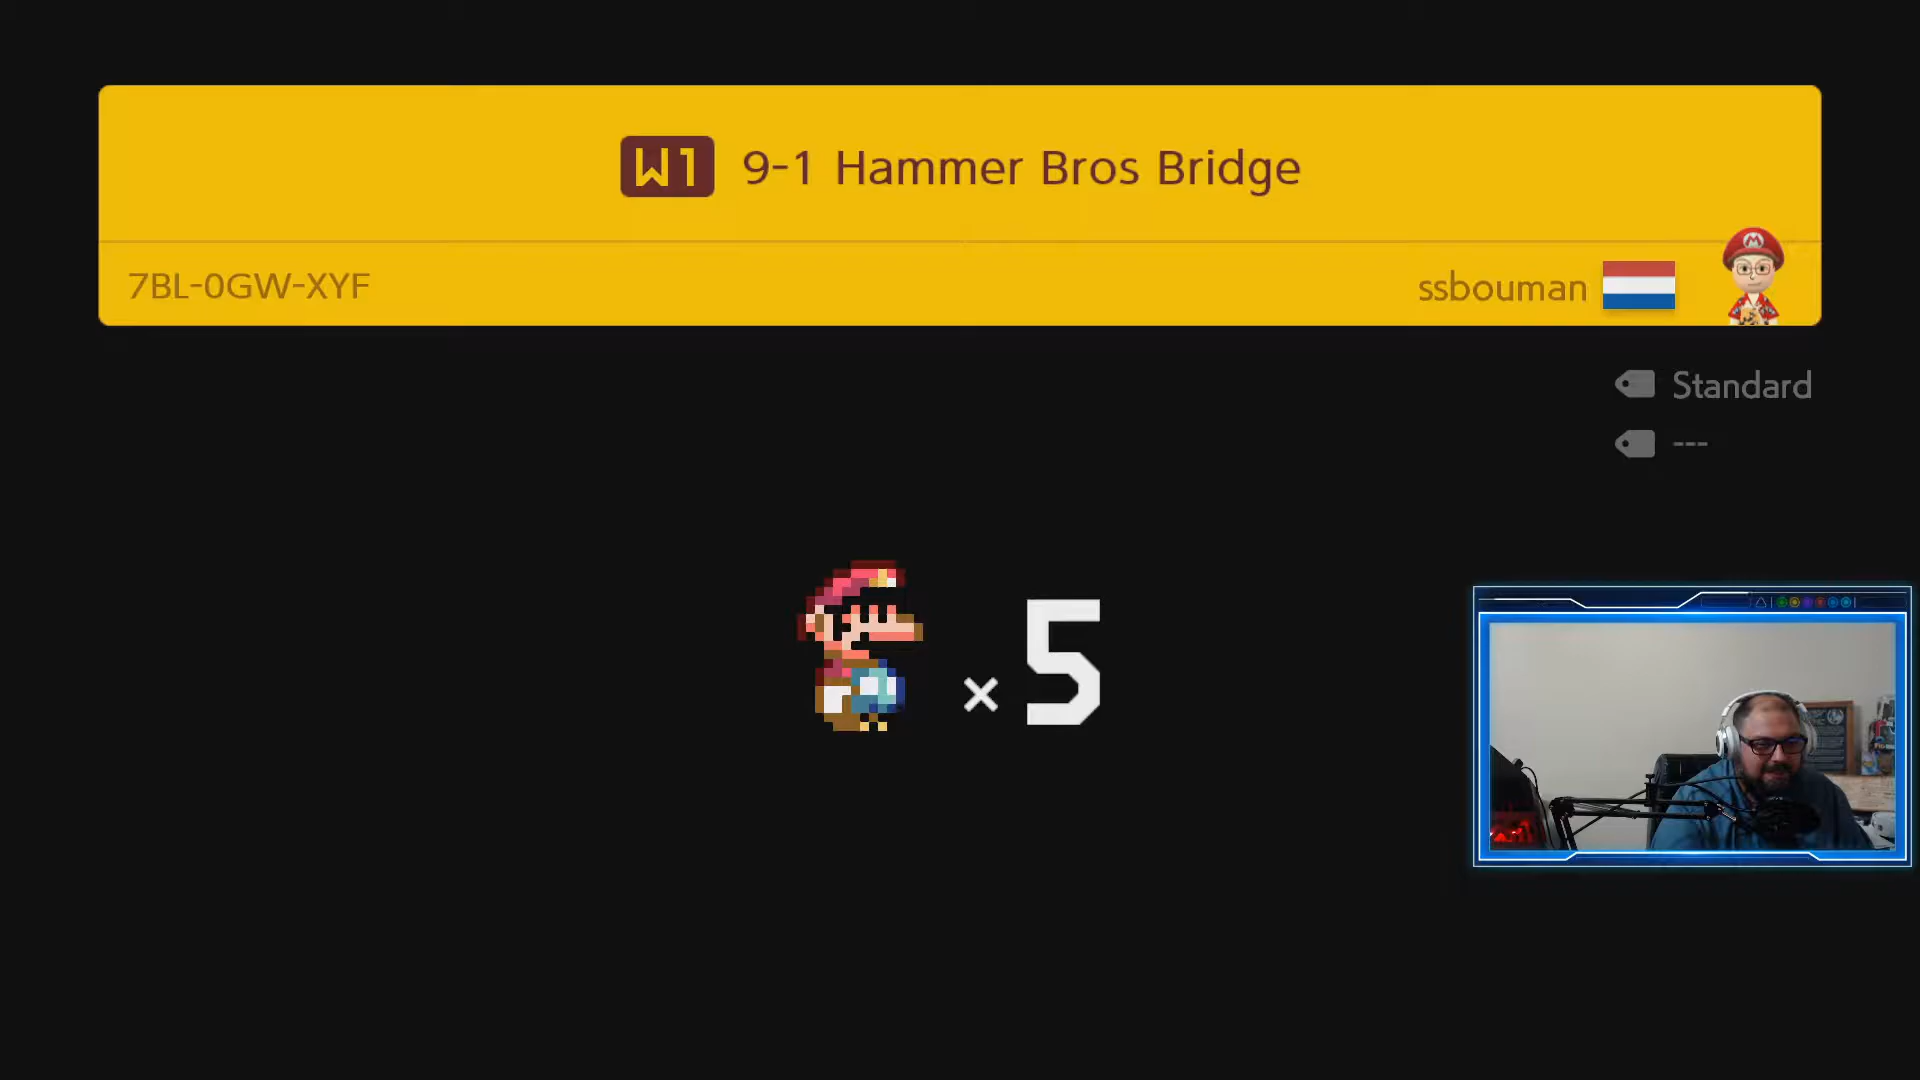 W1 9-1 Hammer Bros Bridge
7BL-0GW-XYF
ssbouman
Standard
---
× 5